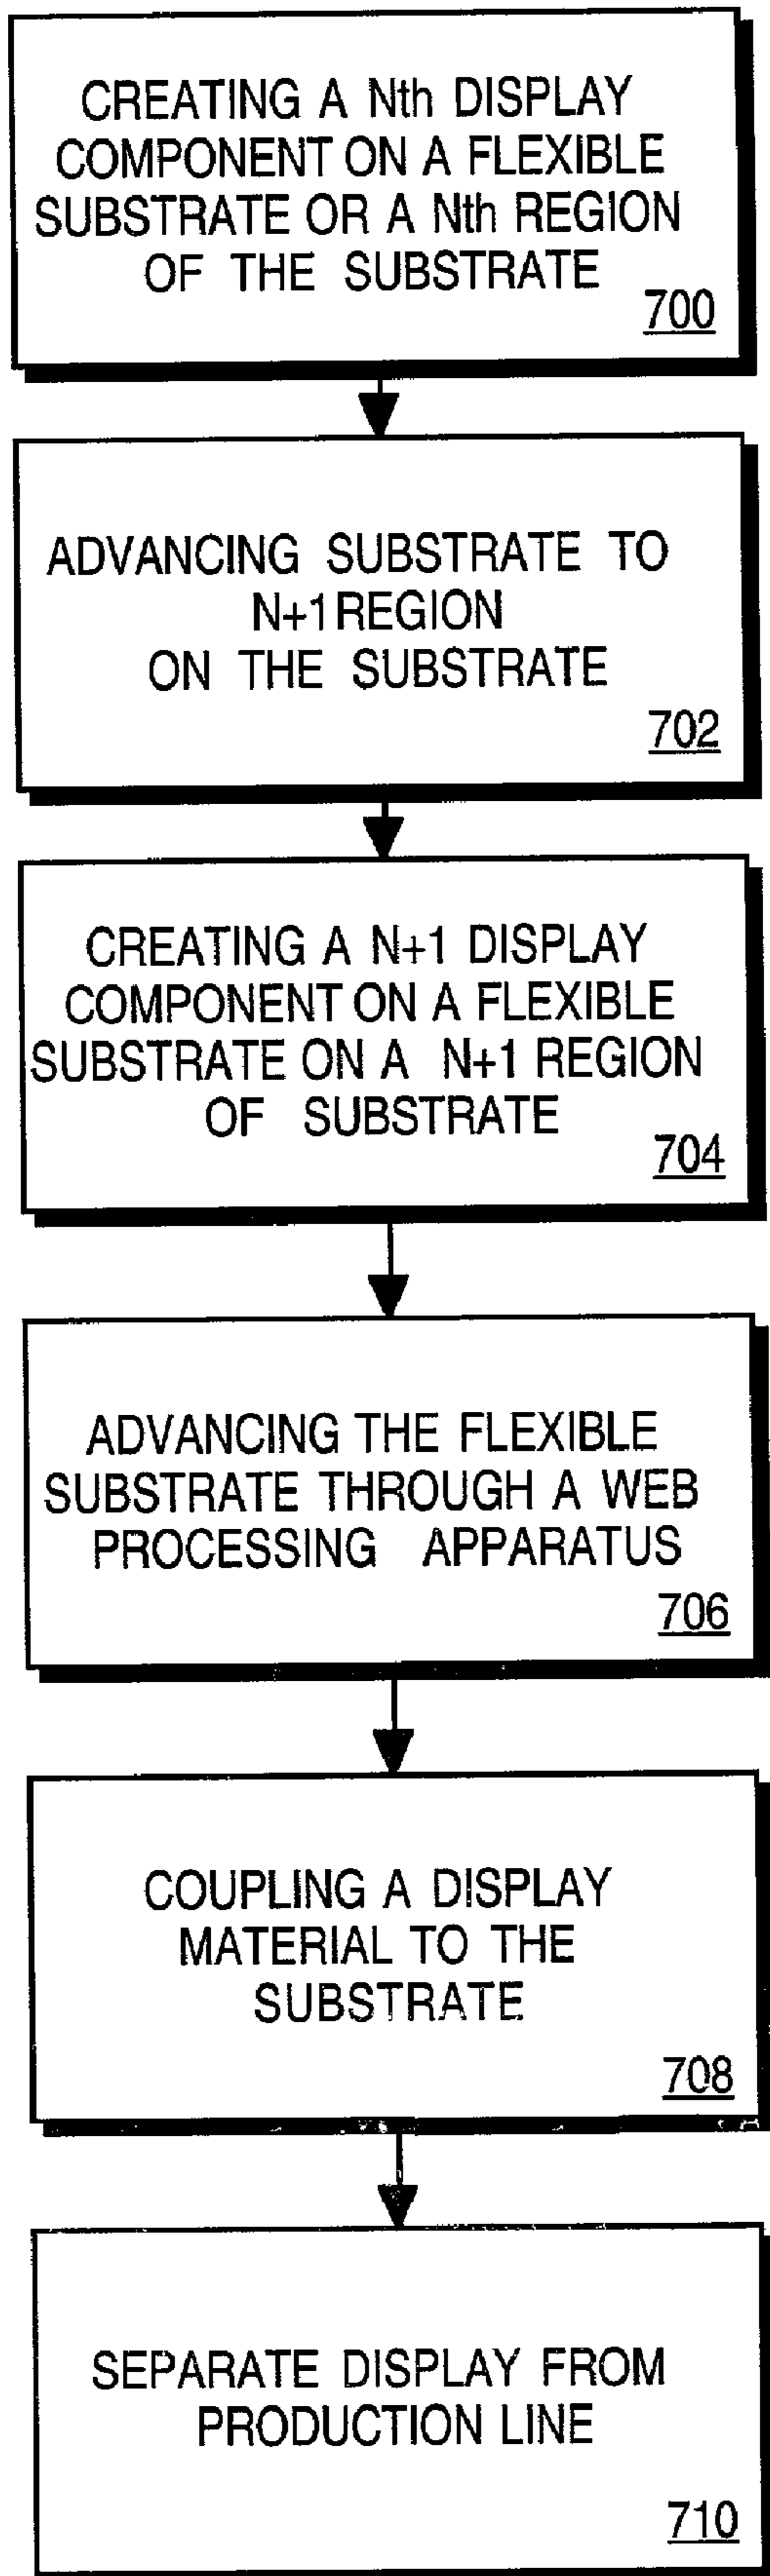 CREATING A Nth DISPLAY
COMPONENT ON A FLEXIBLE
SUBSTRATE OR A Nth REGION
OF THE SUBSTRATE
700
ADVANCING SUBSTRATE TO
N+1 REGION
ON THE SUBSTRATE
702
CREATING A N+1 DISPLAY
COMPONENT ON A FLEXIBLE
SUBSTRATE ON A N+1 REGION
OF SUBSTRATE
704
ADVANCING THE FLEXIBLE
SUBSTRATE THROUGH A WEB
PROCESSING APPARATUS
706
COUPLING A DISPLAY
MATERIAL TO THE
SUBSTRATE
708
SEPARATE DISPLAY FROM
PRODUCTION LINE
710